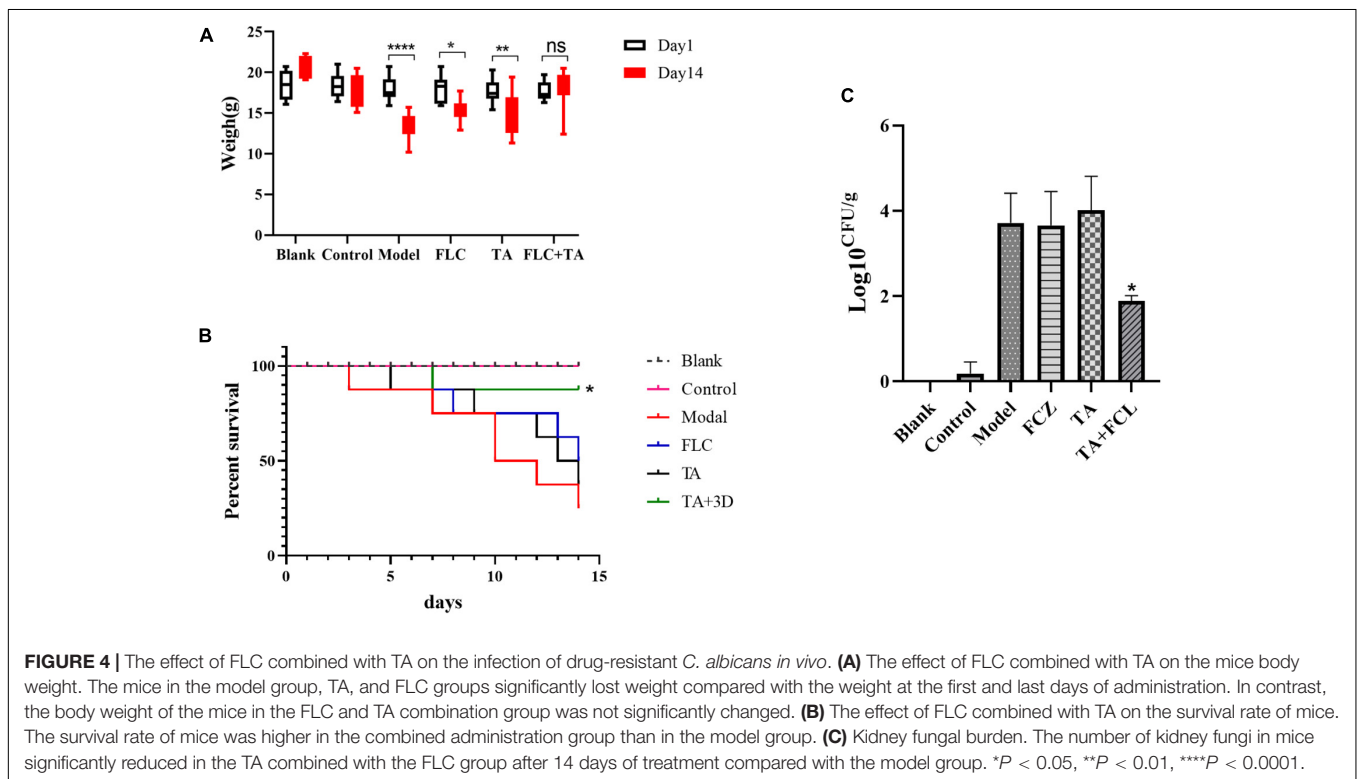 A
25
20
15
10
5
0
Weigh(g)
**** * ** ns
Blank Control Model FLC TA FLC+TA
Day1
Day14
B
100
50
0
Percent survival
0 5 10 15
days
*
Blank
Control
Modal
FLC
TA
TA+3D
C
6
4
2
0
Log10CFU/g
*
Blank Control Model FCZ TA TA+FCL
FIGURE 4 | The effect of FLC combined with TA on the infection of drug-resistant C. albicans in vivo. (A) The effect of FLC combined with TA on the mice body
weight. The mice in the model group, TA, and FLC groups significantly lost weight compared with the weight at the first and last days of administration. In contrast,
the body weight of the mice in the FLC and TA combination group was not significantly changed. (B) The effect of FLC combined with TA on the survival rate of mice.
The survival rate of mice was higher in the combined administration group than in the model group. (C) Kidney fungal burden. The number of kidney fungi in mice
significantly reduced in the TA combined with the FLC group after 14 days of treatment compared with the model group. *P < 0.05, **P < 0.01, ****P < 0.0001.